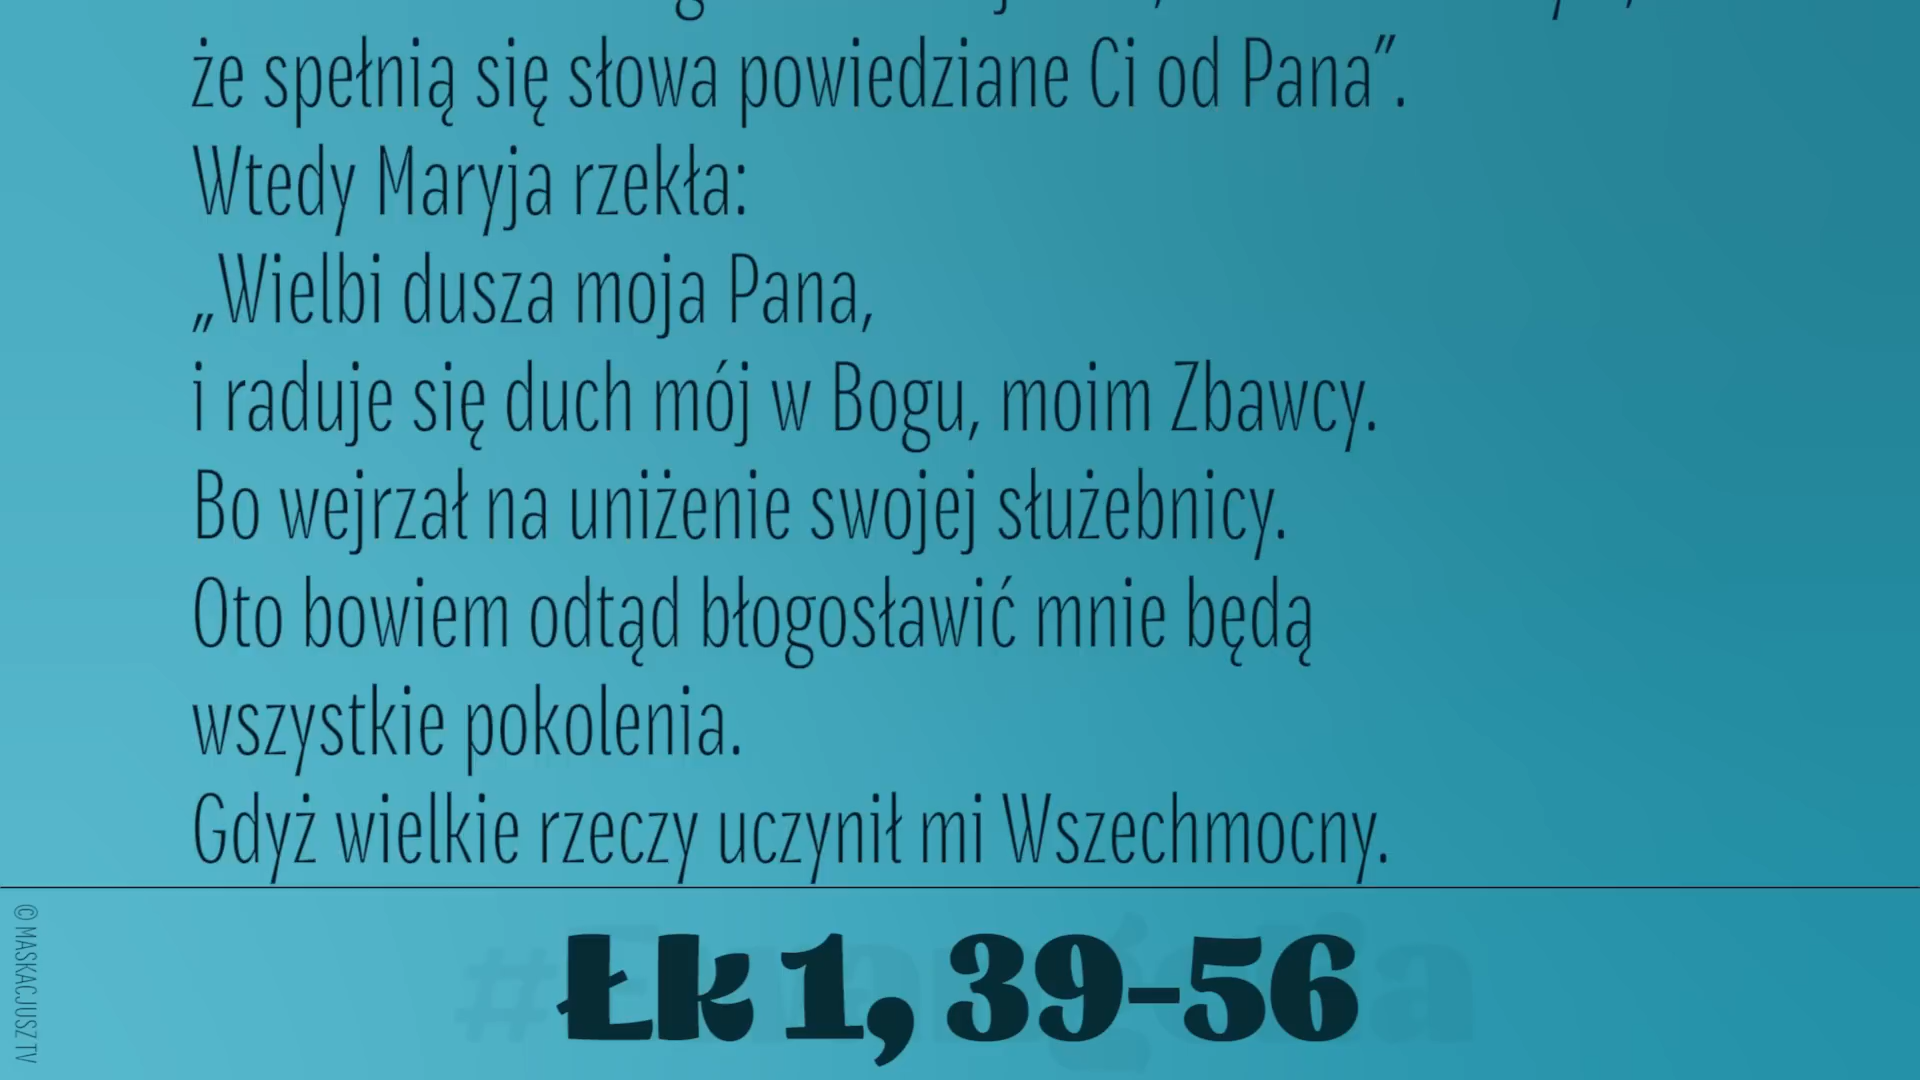 że spełnią się słowa powiedziane Ci od Pana”.
Wtedy Maryja rzekła:
„Wielbi dusza moja Pana,
i raduje się duch mój w Bogu, moim Zbawcy.
Bo wejrzał na uniżenie swojej służebnicy.
Oto bowiem odtąd błogosławić mnie będą
wszystkie pokolenia.
Gdyż wielkie rzeczy uczynił mi Wszechmocny.
Łk 1, 39-56
© MASKACJUSZ TV